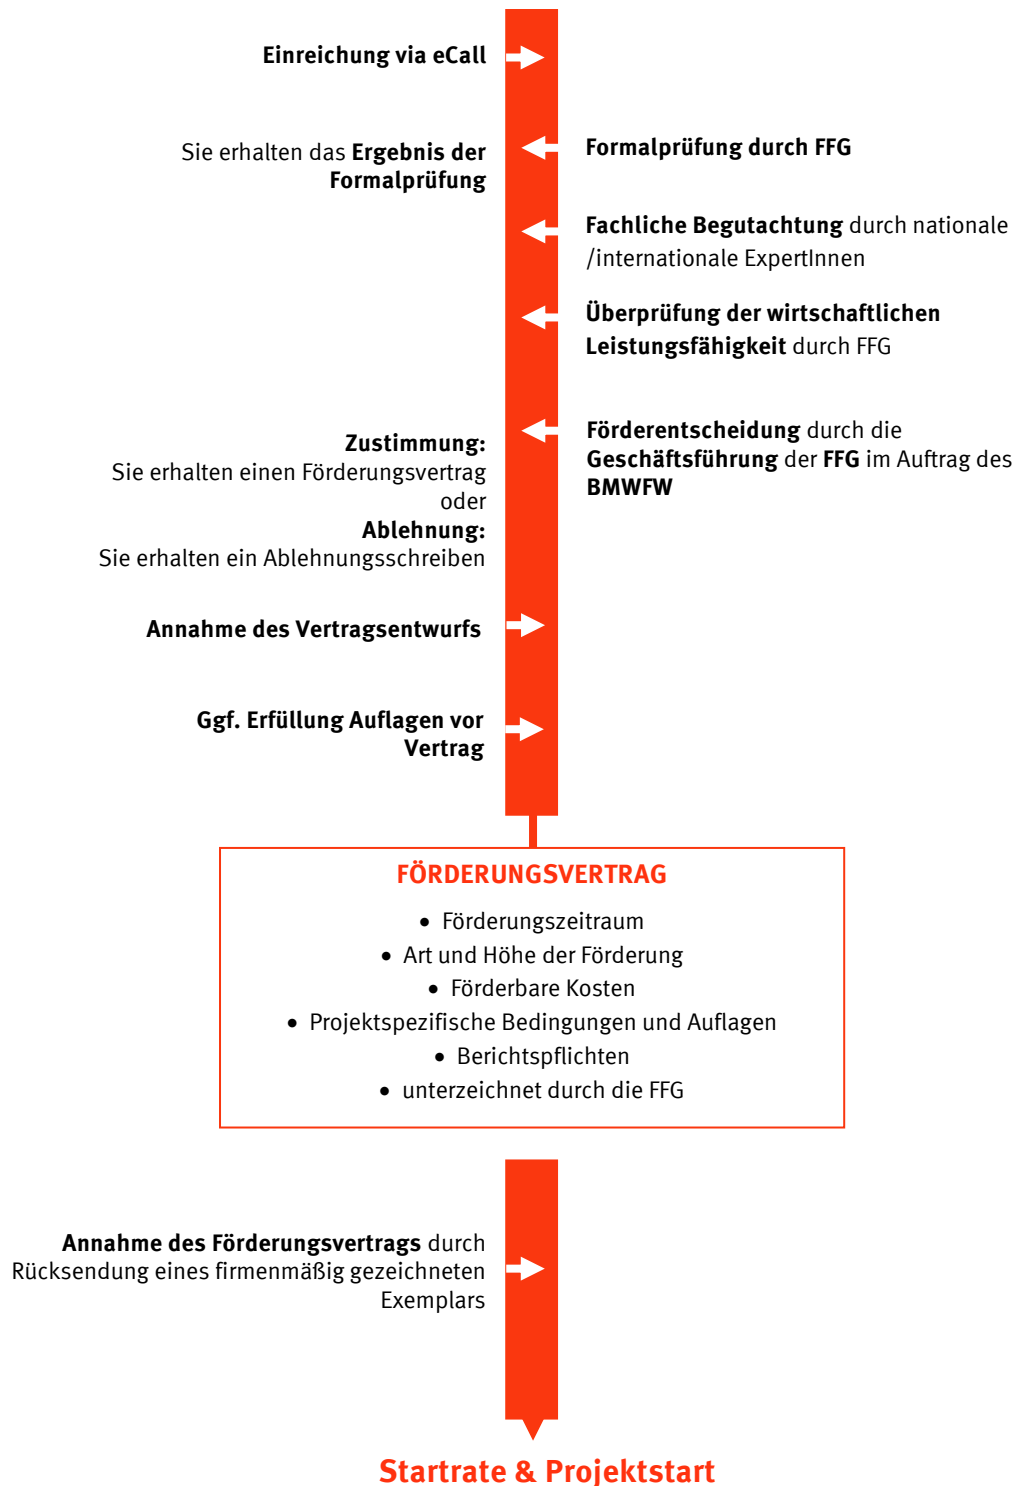 Einreichung via eCall
Sie erhalten das Ergebnis der
Formalprüfung
Formalprüfung durch FFG
Fachliche Begutachtung durch nationale
/internationale ExpertInnen
Überprüfung der wirtschaftlichen
Leistungsfähigkeit durch FFG
Förderentscheidung durch die
Geschäftsführung der FFG im Auftrag des
BMWFW
Zustimmung:
Sie erhalten einen Förderungsvertrag
oder
Ablehnung:
Sie erhalten ein Ablehnungsschreiben
Annahme des Vertragsentwurfs
Ggf. Erfüllung Auflagen vor
Vertrag
FÖRDERUNGSVERTRAG
• Förderungszeitraum
• Art und Höhe der Förderung
• Förderbare Kosten
• Projektspezifische Bedingungen und Auflagen
• Berichtspflichten
• unterzeichnet durch die FFG
Annahme des Förderungsvertrags durch
Rücksendung eines firmenmäßig gezeichneten
Exemplars
Startrate & Projektstart